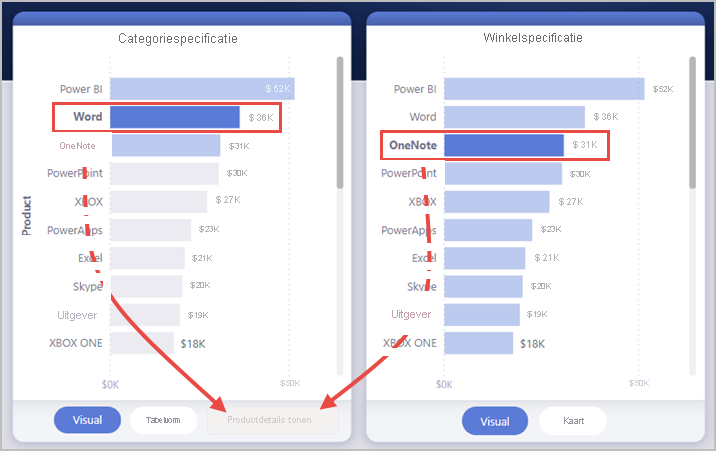 Categoriespecificatie
Product
Power BI $ 52K
Word $ 36K
OneNote $31K
PowerPoint $30K
XBOX $ 27K
PowerApps $23K
Excel $21K
Skype $20K
Uitgever $19K
XBOX ONE $18K
$0K $50K
Visual Tabelvorm Productdetails tonen
Winkelspecificatie
Power BI $52K
Word $ 36K
OneNote $ 31K
PowerPoint $30K
XBOX $ 27K
PowerApps $23K
Excel $ 21K
Skype $20K
Uitgever $19K
XBOX ONE $18K
$0K $50K
Visual Kaart